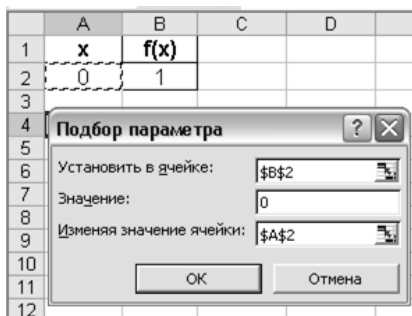 A B C D
1 x f(x)
2 0 1
3
4 Подбор параметра ?
5
6 Установить в ячейке: $B$2
7 Значение: 0
8
9 Изменяя значение ячейки: $A$2
10
11 ОК Отмена
12